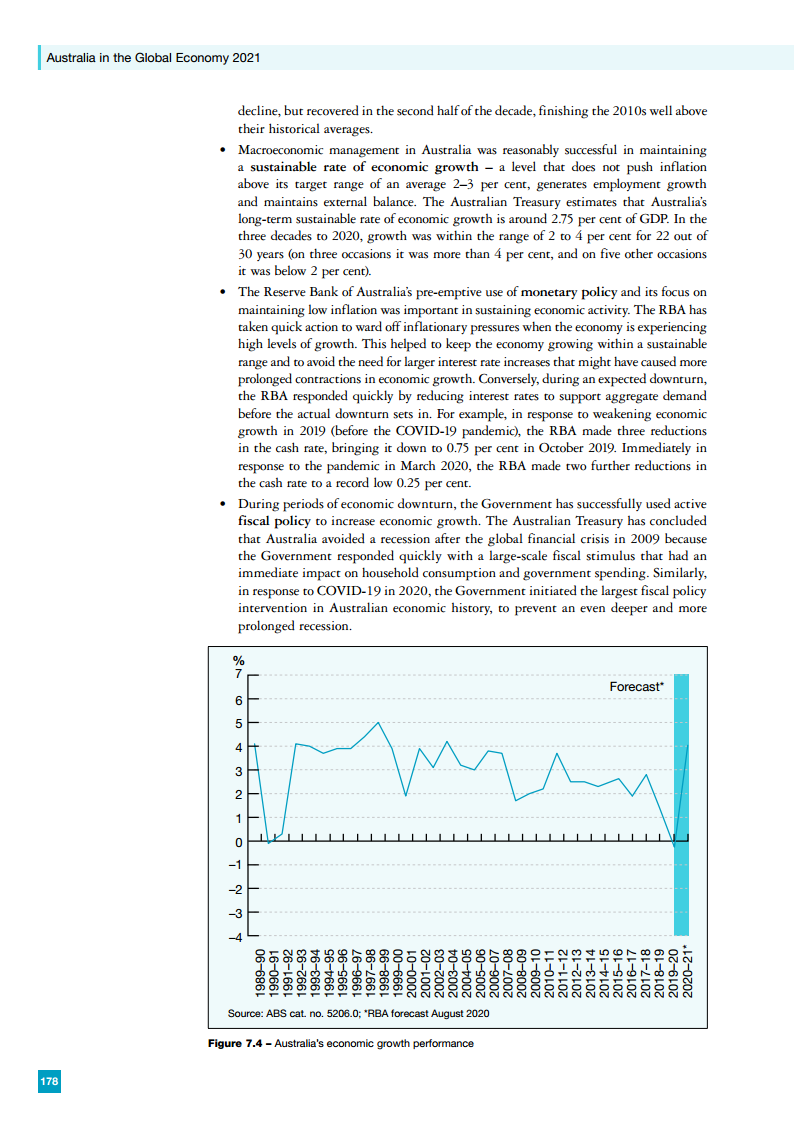 Australia in the Global Economy 2021
decline, but recovered in the second half of the decade, finishing the 2010s well above
their historical averages.
• Macroeconomic management in Australia was reasonably successful in maintaining
a sustainable rate of economic growth – a level that does not push inflation
above its target range of an average 2–3 per cent, generates employment growth
and maintains external balance. The Australian Treasury estimates that Australia's
long-term sustainable rate of economic growth is around 2.75 per cent of GDP. In the
three decades to 2020, growth was within the range of 2 to 4 per cent for 22 out of
30 years (on three occasions it was more than 4 per cent, and on five other occasions
it was below 2 per cent).
• The Reserve Bank of Australia's pre-emptive use of monetary policy and its focus on
maintaining low inflation was important in sustaining economic activity. The RBA has
taken quick action to ward off inflationary pressures when the economy is experiencing
high levels of growth. This helped to keep the economy growing within a sustainable
range and to avoid the need for larger interest rate increases that might have caused more
prolonged contractions in economic growth. Conversely, during an expected downturn,
the RBA responded quickly by reducing interest rates to support aggregate demand
before the actual downturn sets in. For example, in response to weakening economic
growth in 2019 (before the COVID-19 pandemic), the RBA made three reductions
in the cash rate, bringing it down to 0.75 per cent in October 2019. Immediately in
response to the pandemic in March 2020, the RBA made two further reductions in
the cash rate to a record low 0.25 per cent.
• During periods of economic downturn, the Government has successfully used active
fiscal policy to increase economic growth. The Australian Treasury has concluded
that Australia avoided a recession after the global financial crisis in 2009 because
the Government responded quickly with a large-scale fiscal stimulus that had an
immediate impact on household consumption and government spending. Similarly,
in response to COVID-19 in 2020, the Government initiated the largest fiscal policy
intervention in Australian economic history, to prevent an even deeper and more
prolonged recession.
%
7
Forecast*
6
5
4
3
2
1
0
–1
–2
–3
–4
1989–90
1990–91
1991–92
1992–93
1993–94
1994–95
1995–96
1996–97
1997–98
1998–99
1999–00
2000–01
2001–02
2002–03
2003–04
2004–05
2005–06
2006–07
2007–08
2008–09
2009–10
2010–11
2011–12
2012–13
2013–14
2014–15
2015–16
2016–17
2017–18
2018–19
2019–20
2020–21*
Source: ABS cat. no. 5206.0; *RBA forecast August 2020
Figure 7.4 – Australia's economic growth performance
178